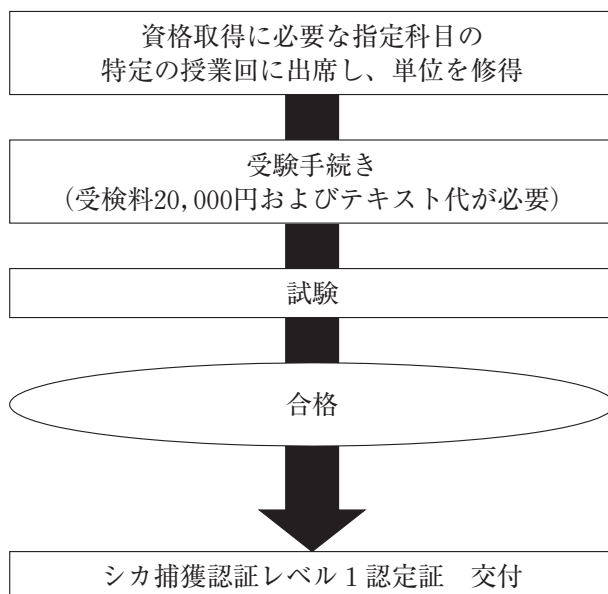 資格取得に必要な指定科目の
特定の授業回に出席し、単位を修得
受験手続き
（受検料20,000円およびテキスト代が必要）
試験
合格
シカ捕獲認証レベル１認定証　交付